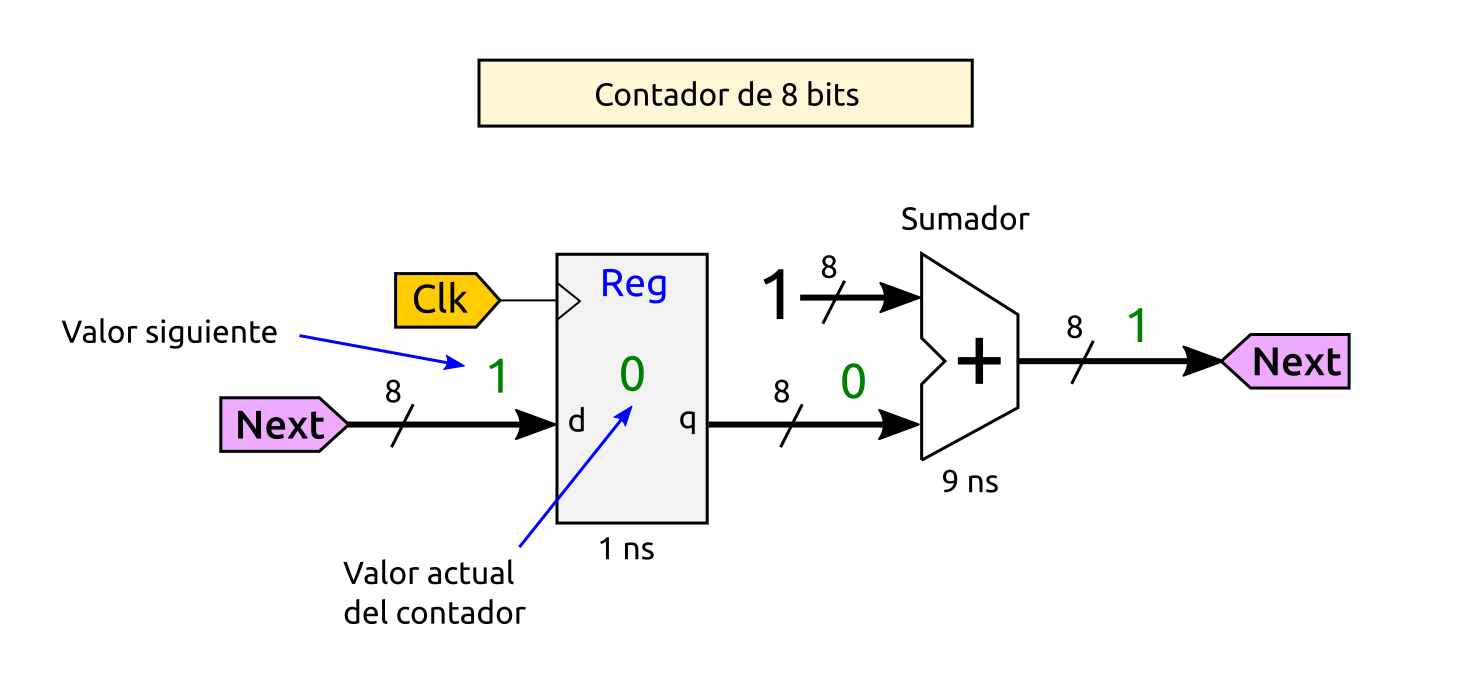 Contador de 8 bits
Sumador
Clk
Reg
1
8
Valor siguiente
1
0
8
0
8
1
Next
8
d
q
8
+
Next
9 ns
1 ns
Valor actual
del contador